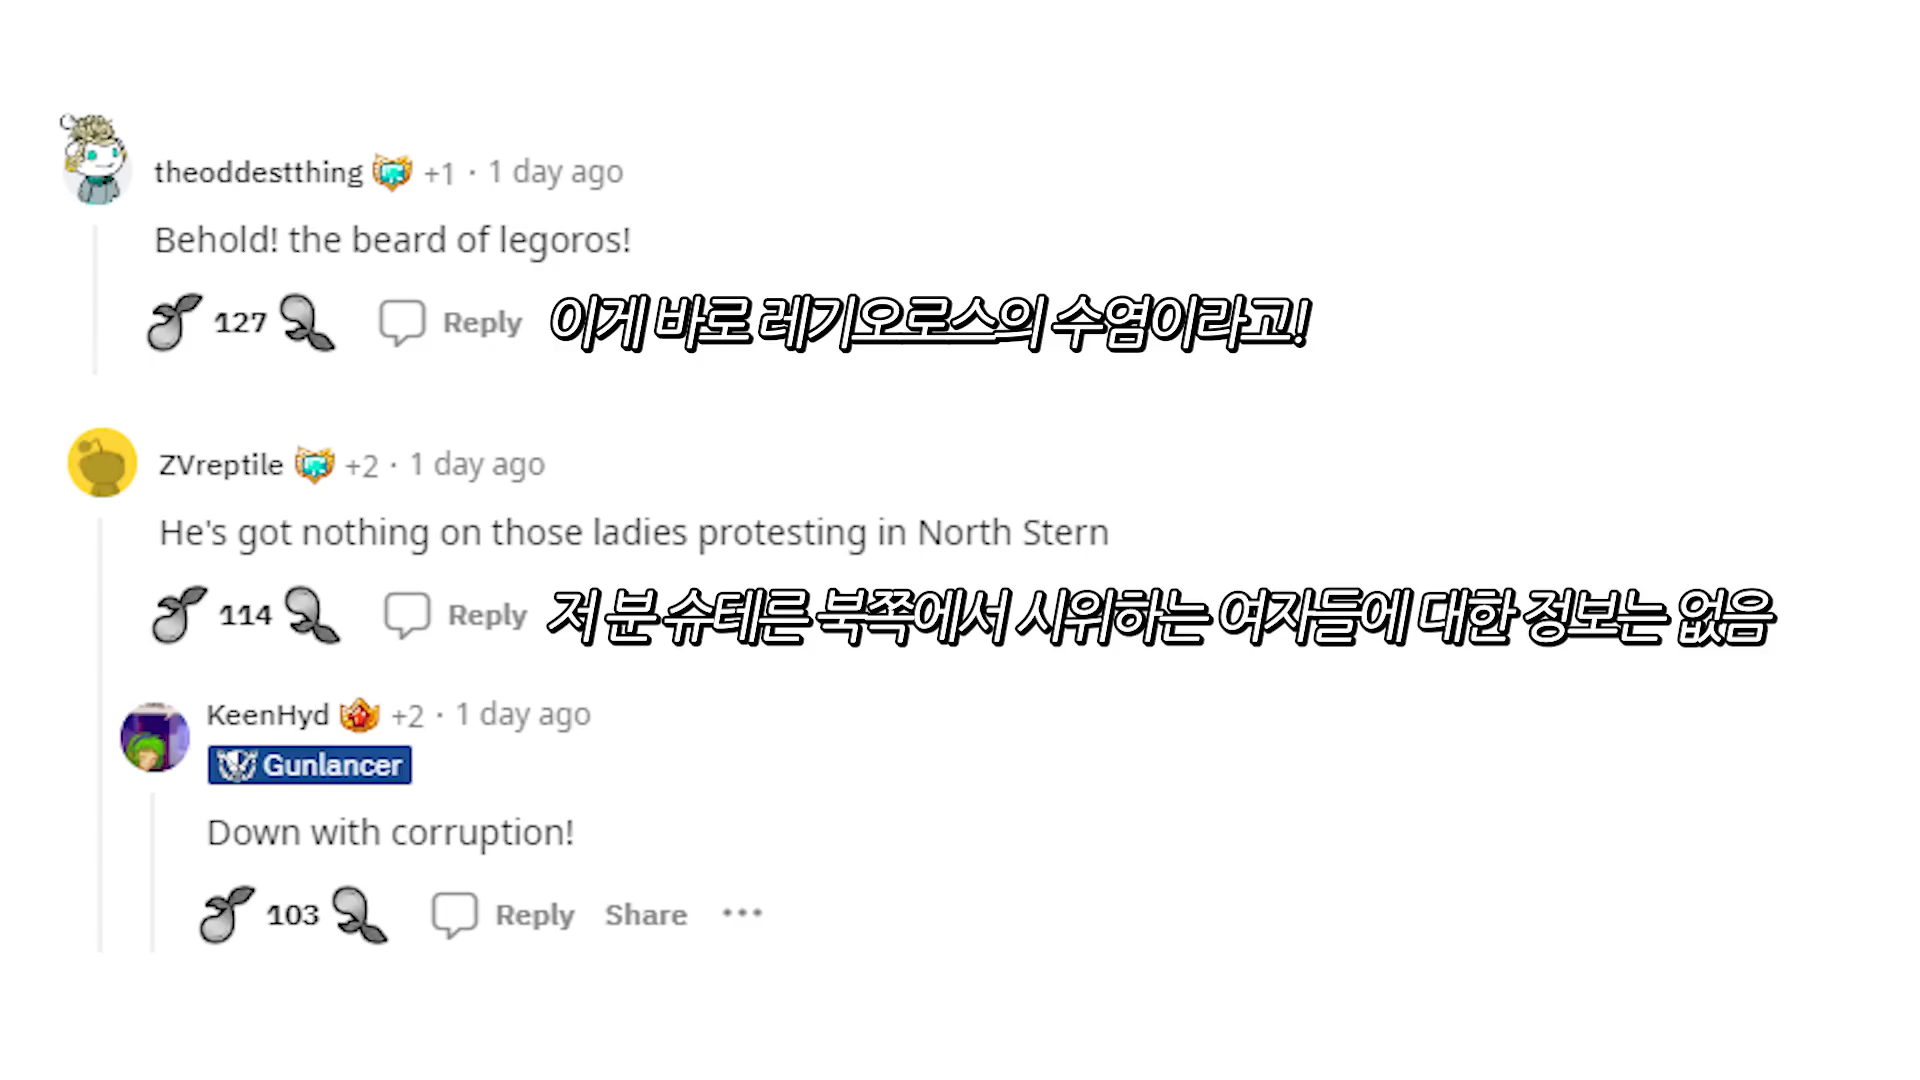 theoddestthing +1 · 1 day ago
Behold! the beard of legoros!
127 Reply 이게 바로 레기오로스의 수염이라고!
ZVreptile +2 · 1 day ago
He's got nothing on those ladies protesting in North Stern
114 Reply 저 분 슈테른 북쪽에서 시위하는 여자들에 대한 정보는 없음
KeenHyd +2 · 1 day ago
Gunlancer
Down with corruption!
103 Reply Share ···